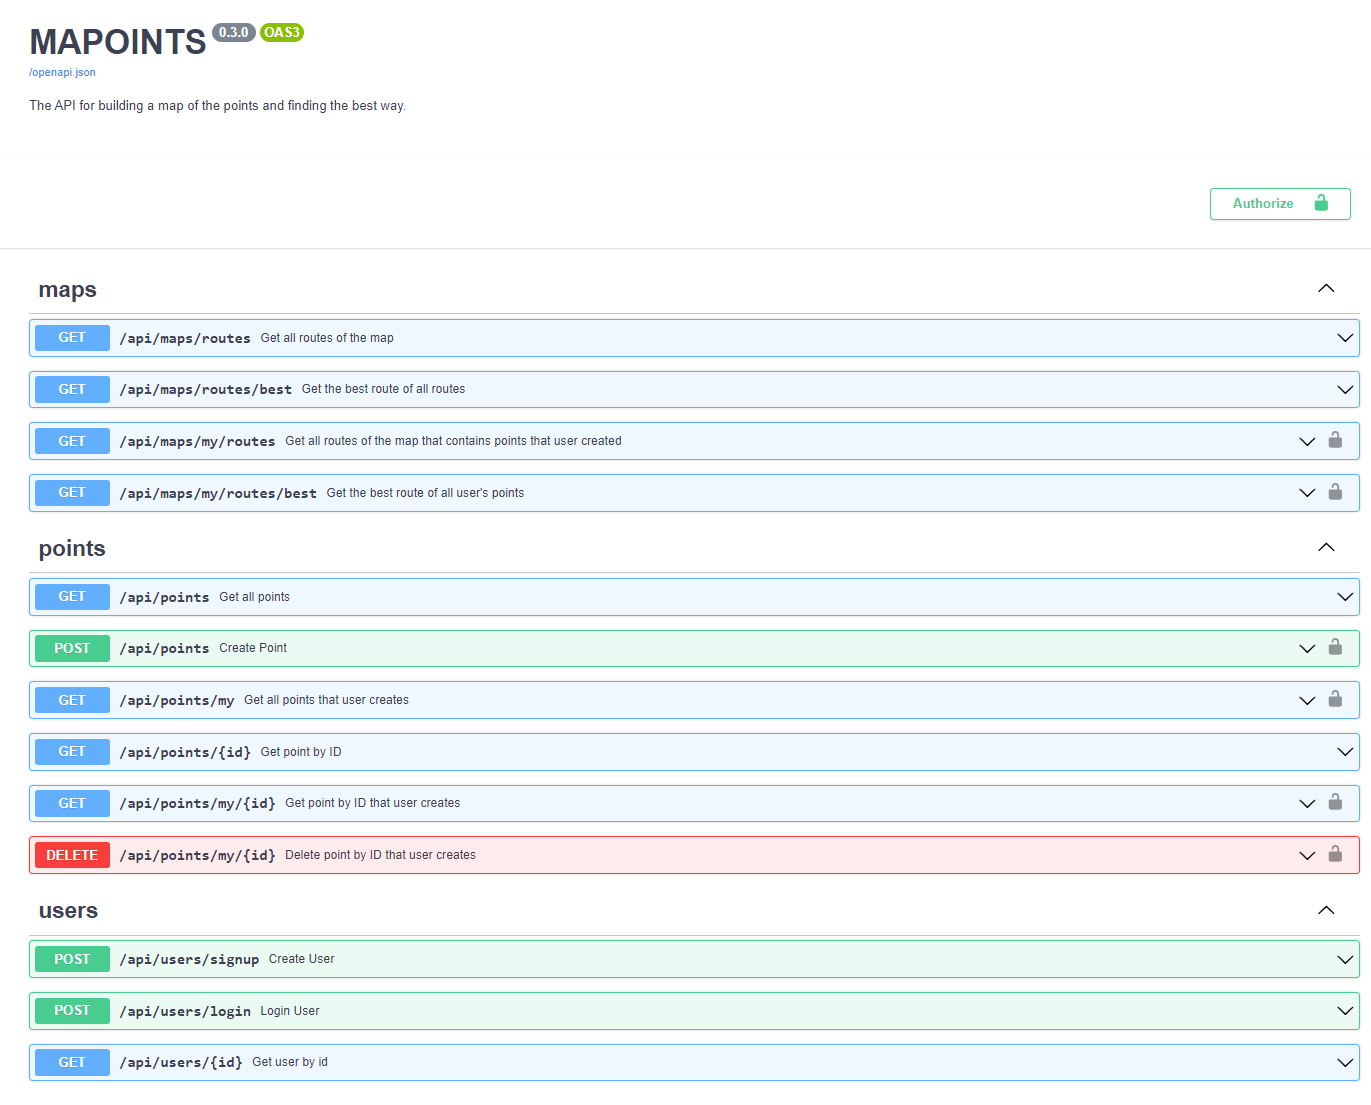 MAPOINTS 0.3.0 OAS3
/openapi.json
The API for building a map of the points and finding the best way.
Authorize
maps
GET /api/maps/routes Get all routes of the map
GET /api/maps/routes/best Get the best route of all routes
GET /api/maps/my/routes Get all routes of the map that contains points that user created
GET /api/maps/my/routes/best Get the best route of all user's points
points
GET /api/points Get all points
POST /api/points Create Point
GET /api/points/my Get all points that user creates
GET /api/points/{id} Get point by ID
GET /api/points/my/{id} Get point by ID that user creates
DELETE /api/points/my/{id} Delete point by ID that user creates
users
POST /api/users/signup Create User
POST /api/users/login Login User
GET /api/users/{id} Get user by id